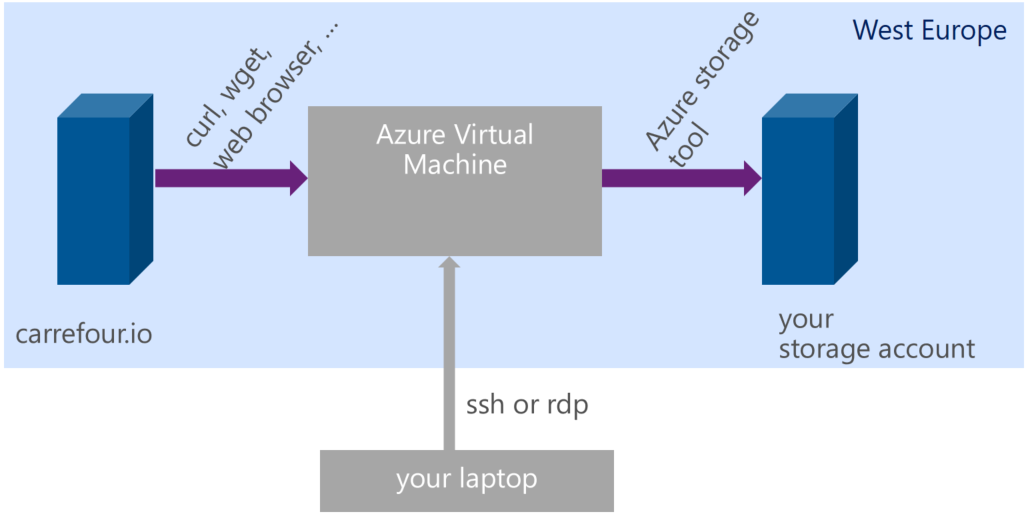 West Europe
curl, wget,
web browser, ...
Azure Virtual
Machine
Azure storage
tool
carrefour.io
your
storage account
ssh or rdp
your laptop